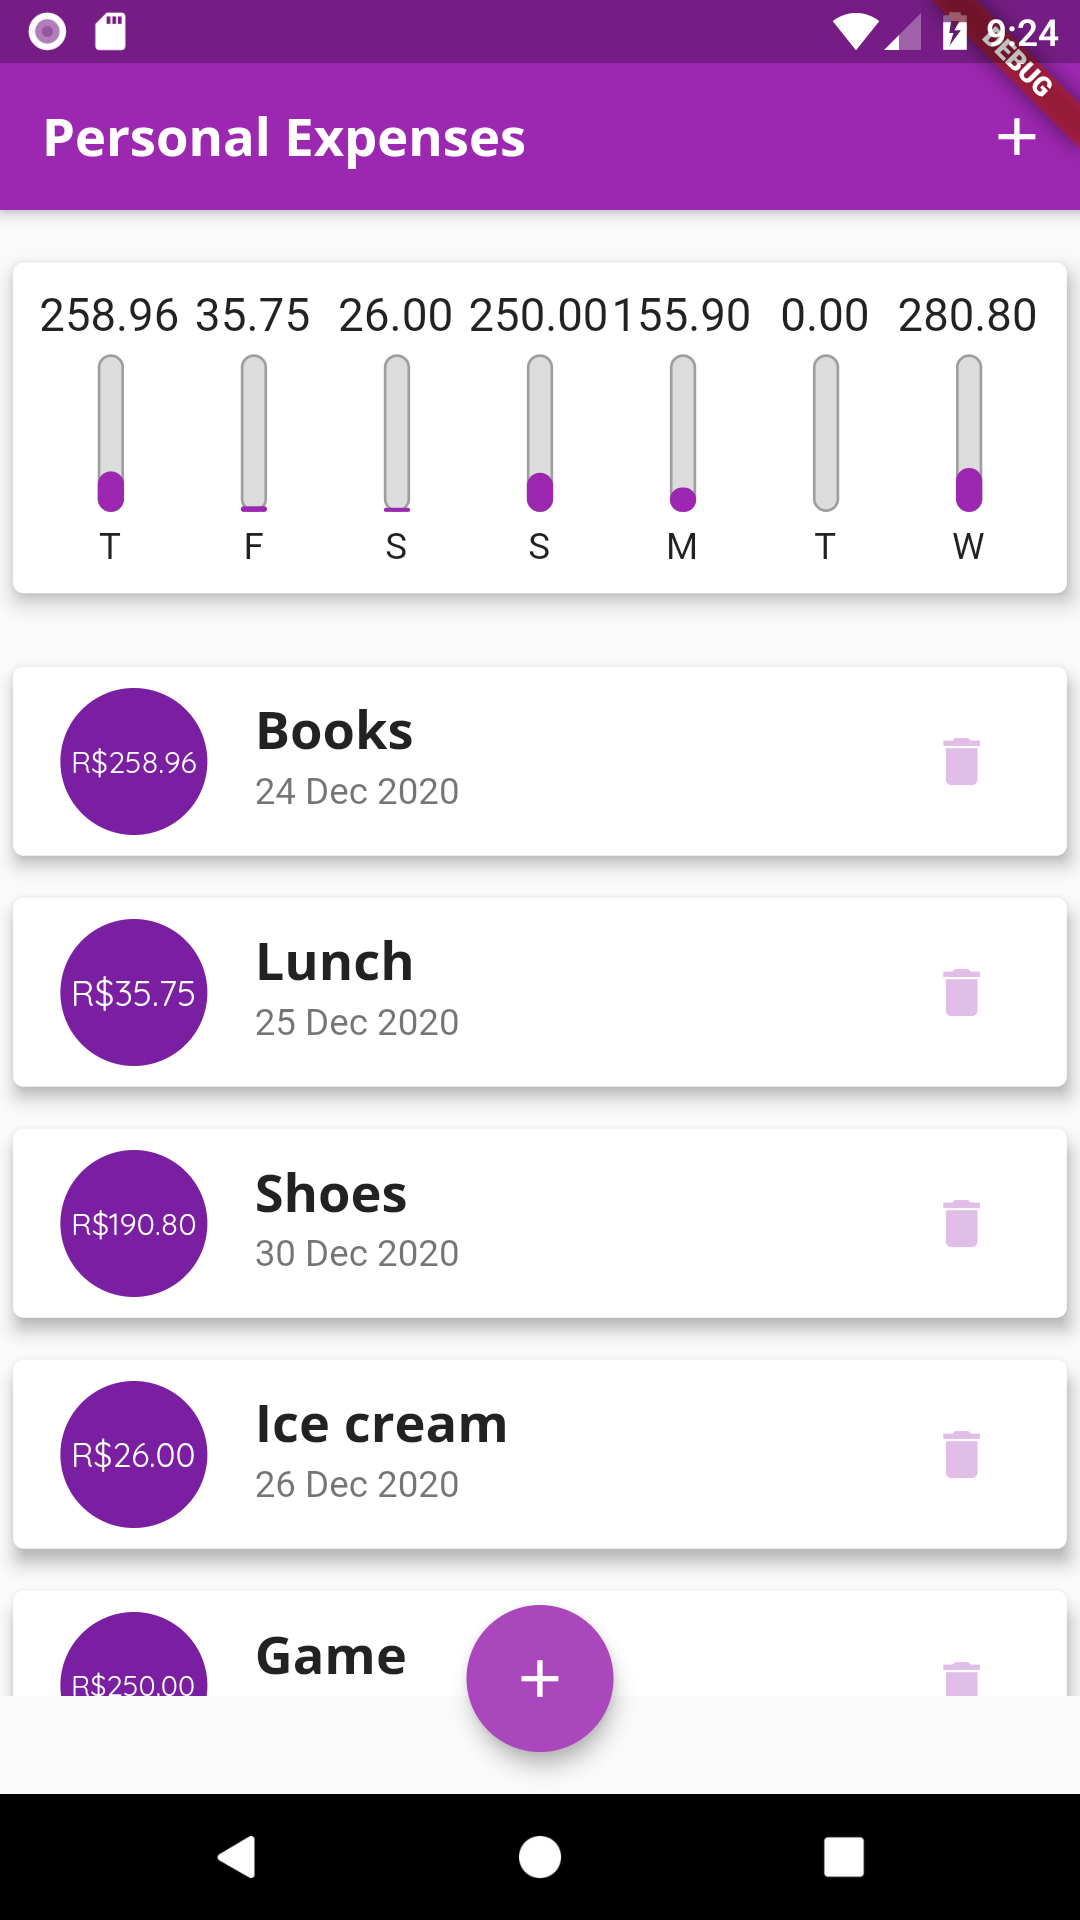 9:24
DEBUG
Personal Expenses
258.96 35.75 26.00 250.00 155.90 0.00 280.80
T F S S M T W
R$258.96
Books
24 Dec 2020
R$35.75
Lunch
25 Dec 2020
R$190.80
Shoes
30 Dec 2020
R$26.00
Ice cream
26 Dec 2020
R$250.00
Game